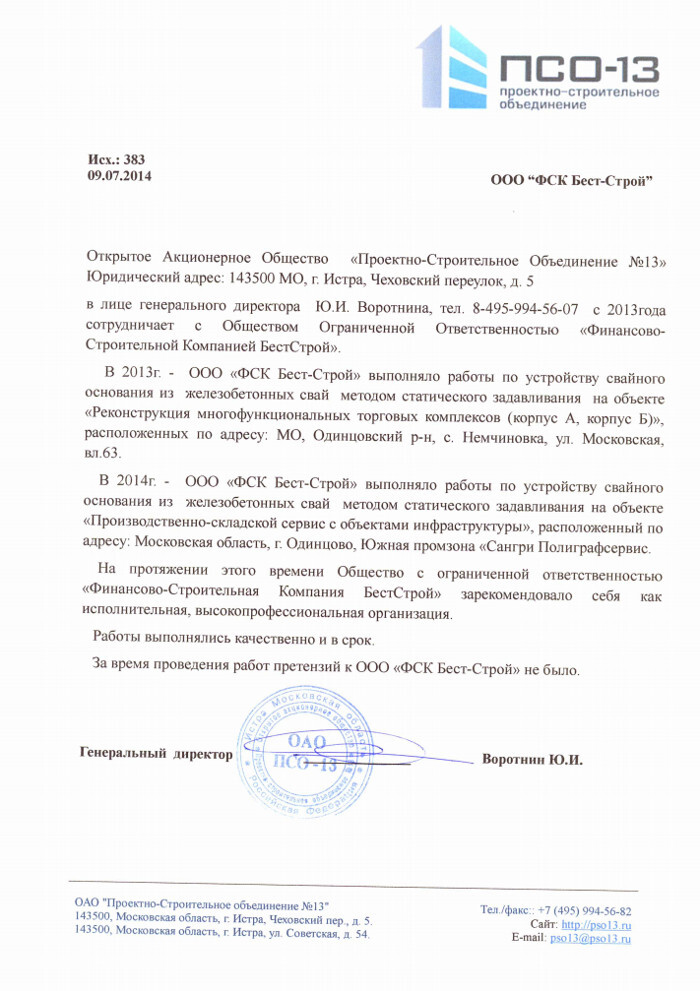 ПСО-13
проектно-строительное
объединение
Исх.: 383
09.07.2014
ООО “ФСК Бест-Строй”
Открытое Акционерное Общество «Проектно-Строительное Объединение №13»
Юридический адрес: 143500 МО, г. Истра, Чеховский переулок, д. 5
в лице генерального директора Ю.И. Воротнина, тел. 8-495-994-56-07 с 2013года
сотрудничает с Обществом Ограниченной Ответственностью «Финансово-
Строительной Компанией БестСтрой».
В 2013г. - ООО «ФСК Бест-Строй» выполняло работы по устройству свайного
основания из железобетонных свай методом статического задавливания на объекте
«Реконструкция многофункциональных торговых комплексов (корпус А, корпус Б)»,
расположенных по адресу: МО, Одинцовский р-н, с. Немчиновка, ул. Московская,
вл.63.
В 2014г. - ООО «ФСК Бест-Строй» выполняло работы по устройству свайного
основания из железобетонных свай методом статического задавливания на объекте
«Производственно-складской сервис с объектами инфраструктуры», расположенный по
адресу: Московская область, г. Одинцово, Южная промзона «Сангри Полиграфсервис.
На протяжении этого времени Общество с ограниченной ответственностью
«Финансово-Строительная Компания БестСтрой» зарекомендовало себя как
исполнительная, высокопрофессиональная организация.
Работы выполнялись качественно и в срок.
За время проведения работ претензий к ООО «ФСК Бест-Строй» не было.
Генеральный директор
Воротнин Ю.И.
Истра Московская область
Российская Федерация
ОАО
ПСО-13
ОАО "Проектно-Строительное объединение №13"
143500, Московская область, г. Истра, Чеховский пер., д. 5.
143500, Московская область, г. Истра, ул. Советская, д. 54.
Тел./факс:: +7 (495) 994-56-82
Сайт: http://pso13.ru
E-mail: pso13@pso13.ru